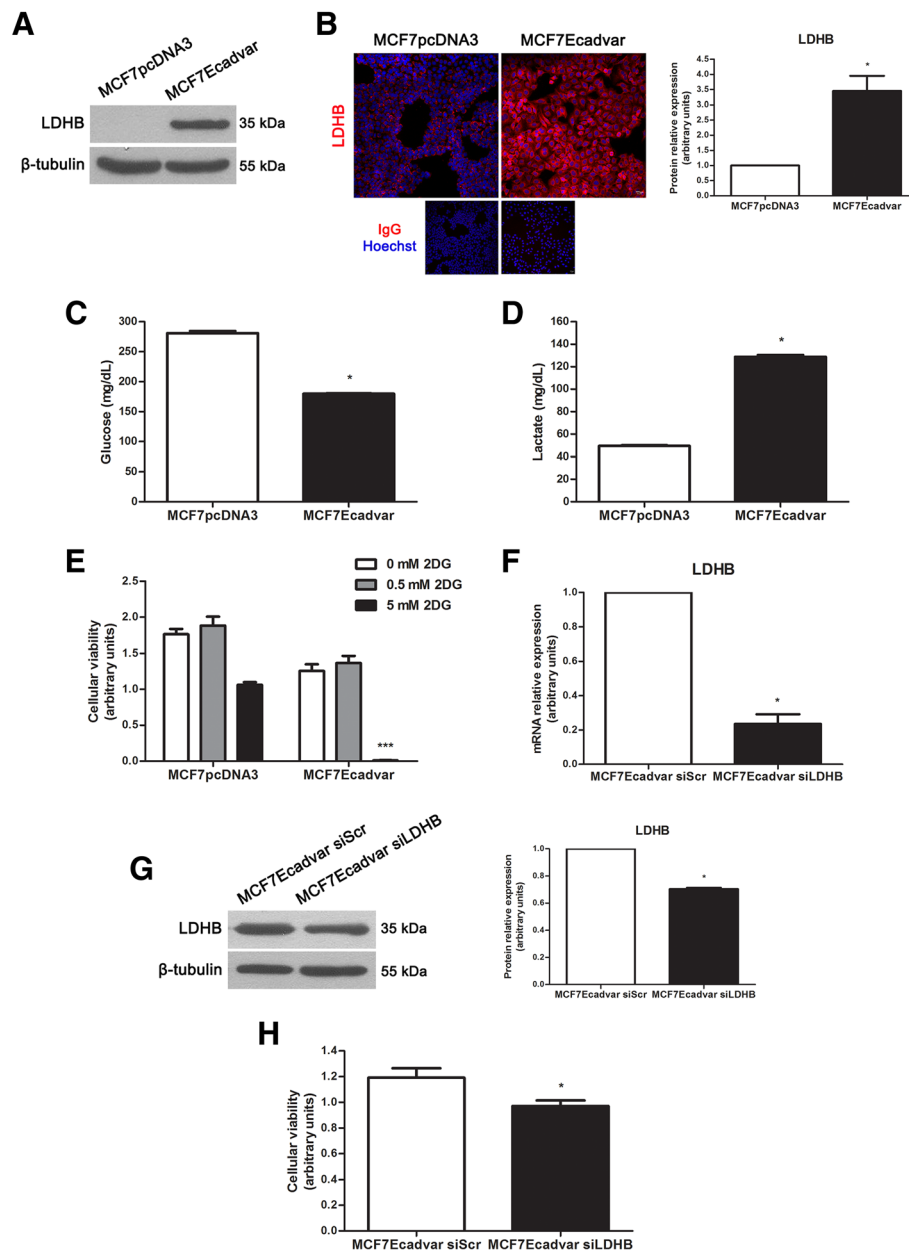 A
MCF7pcDNA3
MCF7Ecadvar
LDHB
35 kDa
β-tubulin
55 kDa
B
MCF7pcDNA3
MCF7Ecadvar
LDHB
IgG
Hoechst
LDHB
Protein relative expression
(arbitrary units)
4.5
4.0
3.5
3.0
2.5
2.0
1.5
1.0
0.5
0.0
*
MCF7pcDNA3
MCF7Ecadvar
C
Glucose (mg/dL)
300
250
200
150
100
50
0
*
MCF7pcDNA3
MCF7Ecadvar
D
Lactate (mg/dL)
160
140
120
100
80
60
40
20
0
*
MCF7pcDNA3
MCF7Ecadvar
E
0 mM 2DG
0.5 mM 2DG
5 mM 2DG
Cellular viability
(arbitrary units)
2.5
2.0
1.5
1.0
0.5
0.0
***
MCF7pcDNA3
MCF7Ecadvar
F
LDHB
mRNA relative expression
(arbitrary units)
1.0
0.8
0.6
0.4
0.2
0.0
*
MCF7Ecadvar siScr
MCF7Ecadvar siLDHB
G
MCF7Ecadvar siScr
MCF7Ecadvar siLDHB
LDHB
35 kDa
β-tubulin
55 kDa
LDHB
Protein relative expression
(arbitrary units)
1.0
0.8
0.6
0.4
0.2
0.0
*
MCF7Ecadvar siScr
MCF7Ecadvar siLDHB
H
Cellular viability
(arbitrary units)
1.4
1.2
1.0
0.8
0.6
0.4
0.2
0.0
*
MCF7Ecadvar siScr
MCF7Ecadvar siLDHB